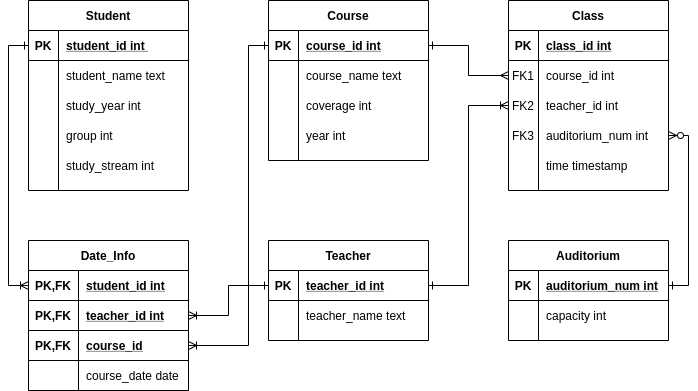 Student
PK student_id int
student_name text
study_year int
group int
study_stream int
Course
PK course_id int
course_name text
coverage int
year int
Class
PK class_id int
FK1 course_id int
FK2 teacher_id int
FK3 auditorium_num int
time timestamp
Date_Info
PK,FK student_id int
PK,FK teacher_id int
PK,FK course_id
course_date date
Teacher
PK teacher_id int
teacher_name text
Auditorium
PK auditorium_num int
capacity int